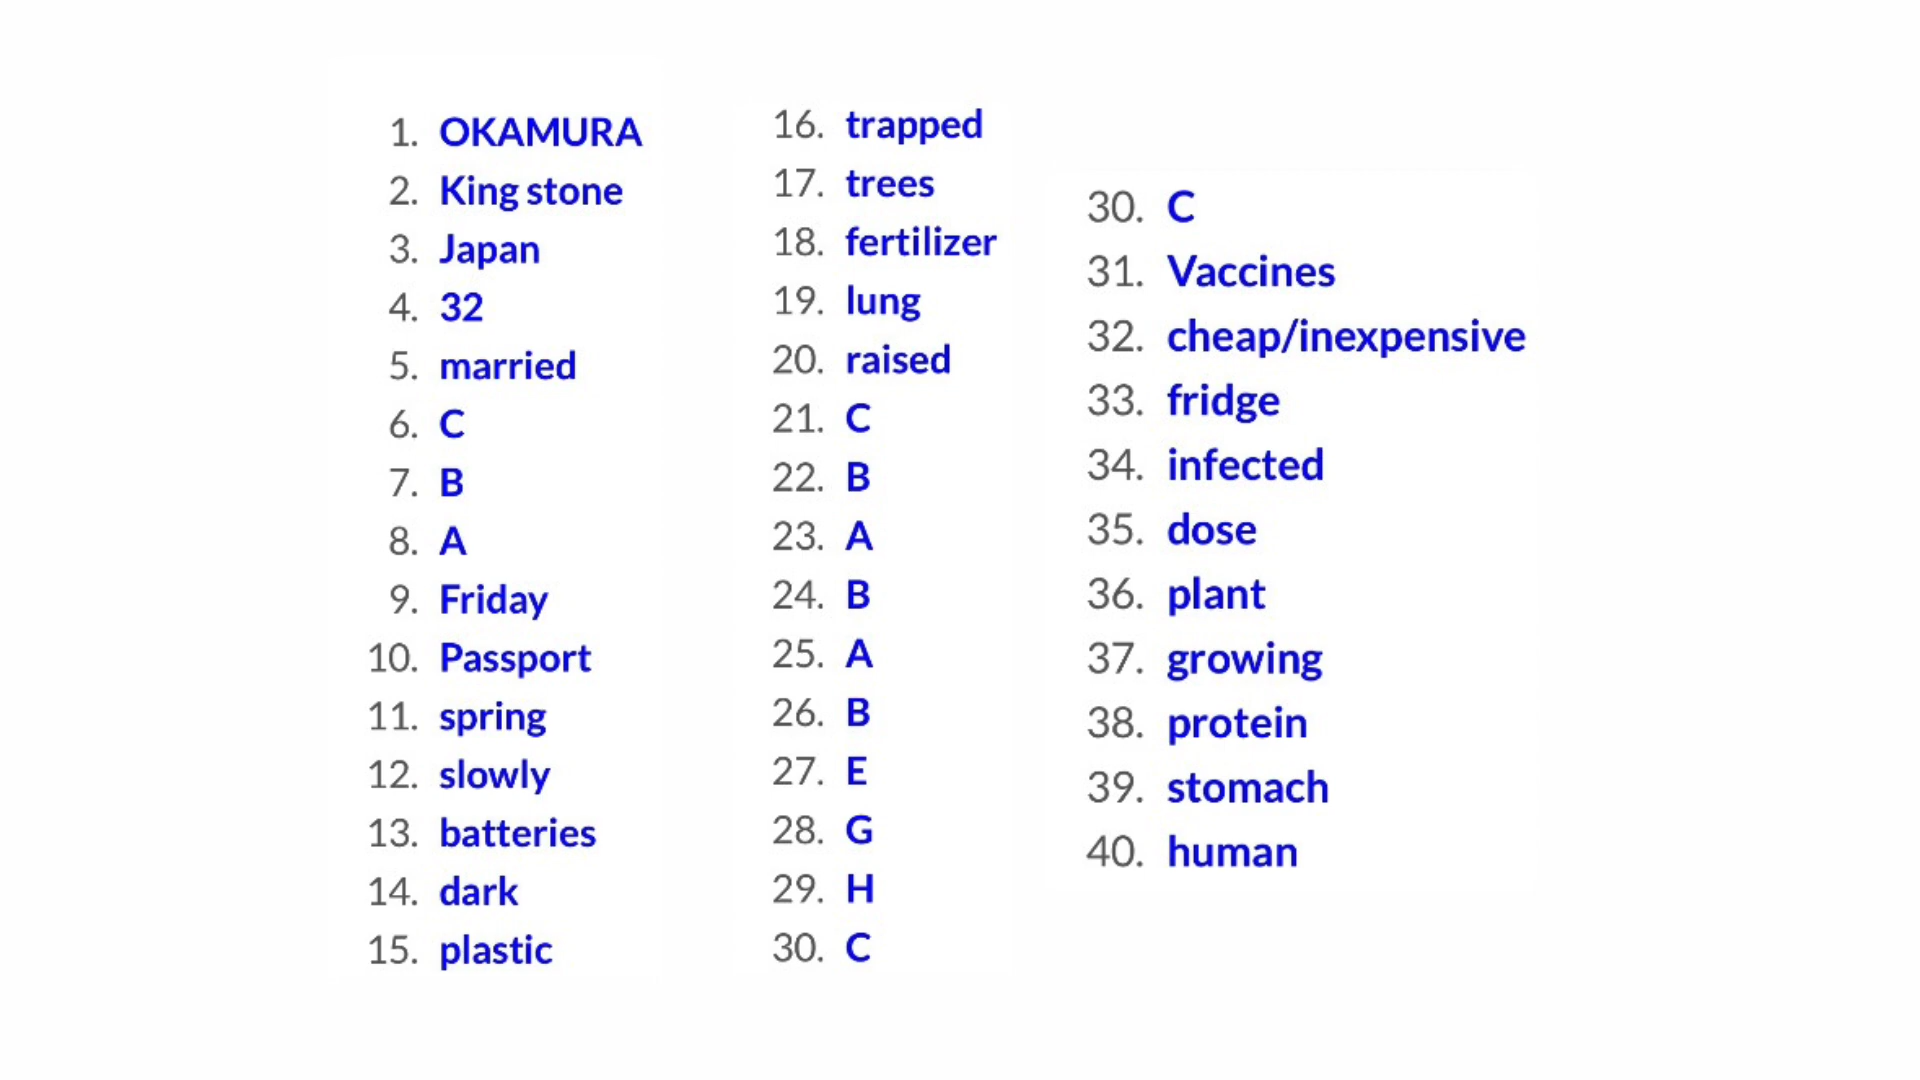 1. OKAMURA
2. King stone
3. Japan
4. 32
5. married
6. C
7. B
8. A
9. Friday
10. Passport
11. spring
12. slowly
13. batteries
14. dark
15. plastic
16. trapped
17. trees
18. fertilizer
19. lung
20. raised
21. C
22. B
23. A
24. B
25. A
26. B
27. E
28. G
29. H
30. C
30. C
31. Vaccines
32. cheap/inexpensive
33. fridge
34. infected
35. dose
36. plant
37. growing
38. protein
39. stomach
40. human